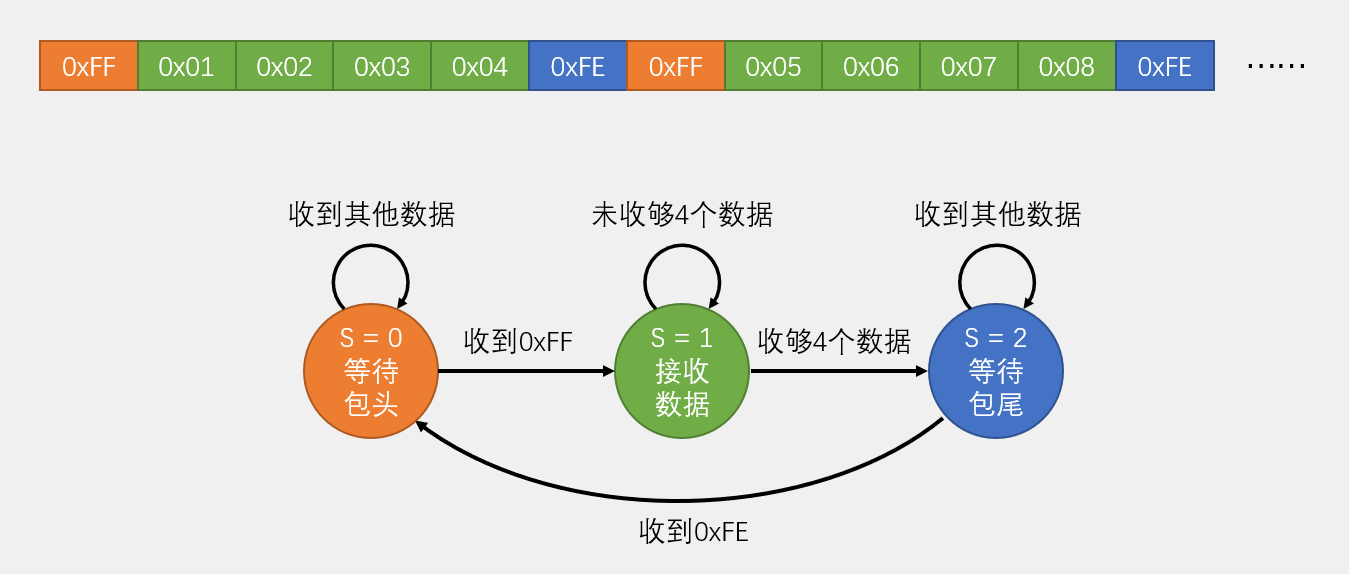 0xFF 0x01 0x02 0x03 0x04 0xFE 0xFF 0x05 0x06 0x07 0x08 0xFE ……
收到其他数据
未收够4个数据
收到其他数据
S = 0
等待
包头
收到0xFF
S = 1
接收
数据
收够4个数据
S = 2
等待
包尾
收到0xFE